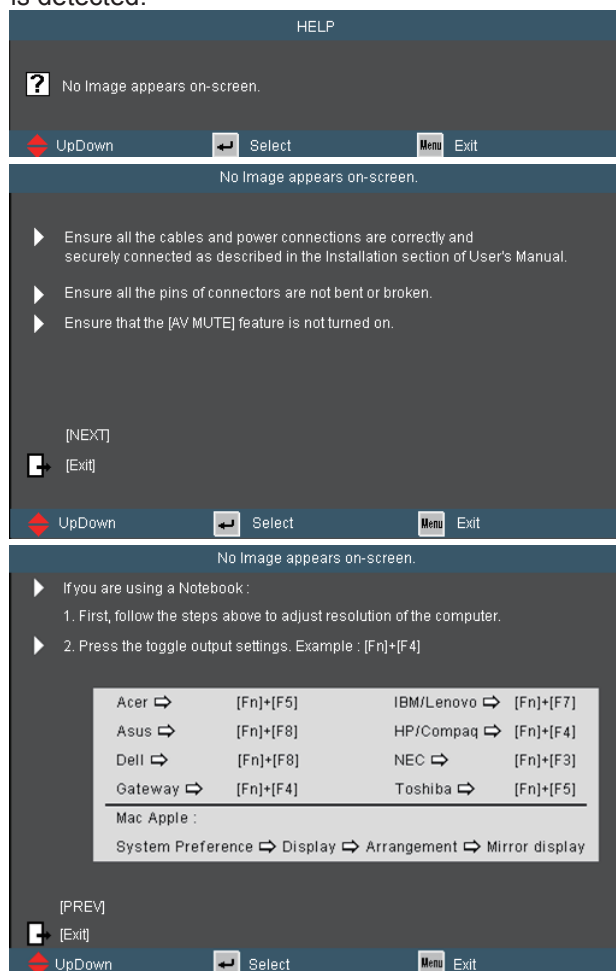 is detected.
HELP
? No Image appears on-screen.
UpDown Select Menu Exit
No Image appears on-screen.
Ensure all the cables and power connections are correctly and
securely connected as described in the Installation section of User's Manual.
Ensure all the pins of connectors are not bent or broken.
Ensure that the [AV MUTE] feature is not turned on.
[NEXT]
[Exit]
UpDown Select Menu Exit
No Image appears on-screen.
If you are using a Notebook :
1. First, follow the steps above to adjust resolution of the computer.
2. Press the toggle output settings. Example : [Fn]+[F4]
Acer ⇨ [Fn]+[F5] IBM/Lenovo ⇨ [Fn]+[F7]
Asus ⇨ [Fn]+[F8] HP/Compaq ⇨ [Fn]+[F4]
Dell ⇨ [Fn]+[F8] NEC ⇨ [Fn]+[F3]
Gateway ⇨ [Fn]+[F4] Toshiba ⇨ [Fn]+[F5]
Mac Apple :
System Preference ⇨ Display ⇨ Arrangement ⇨ Mirror display
[PREV]
[Exit]
UpDown Select Menu Exit